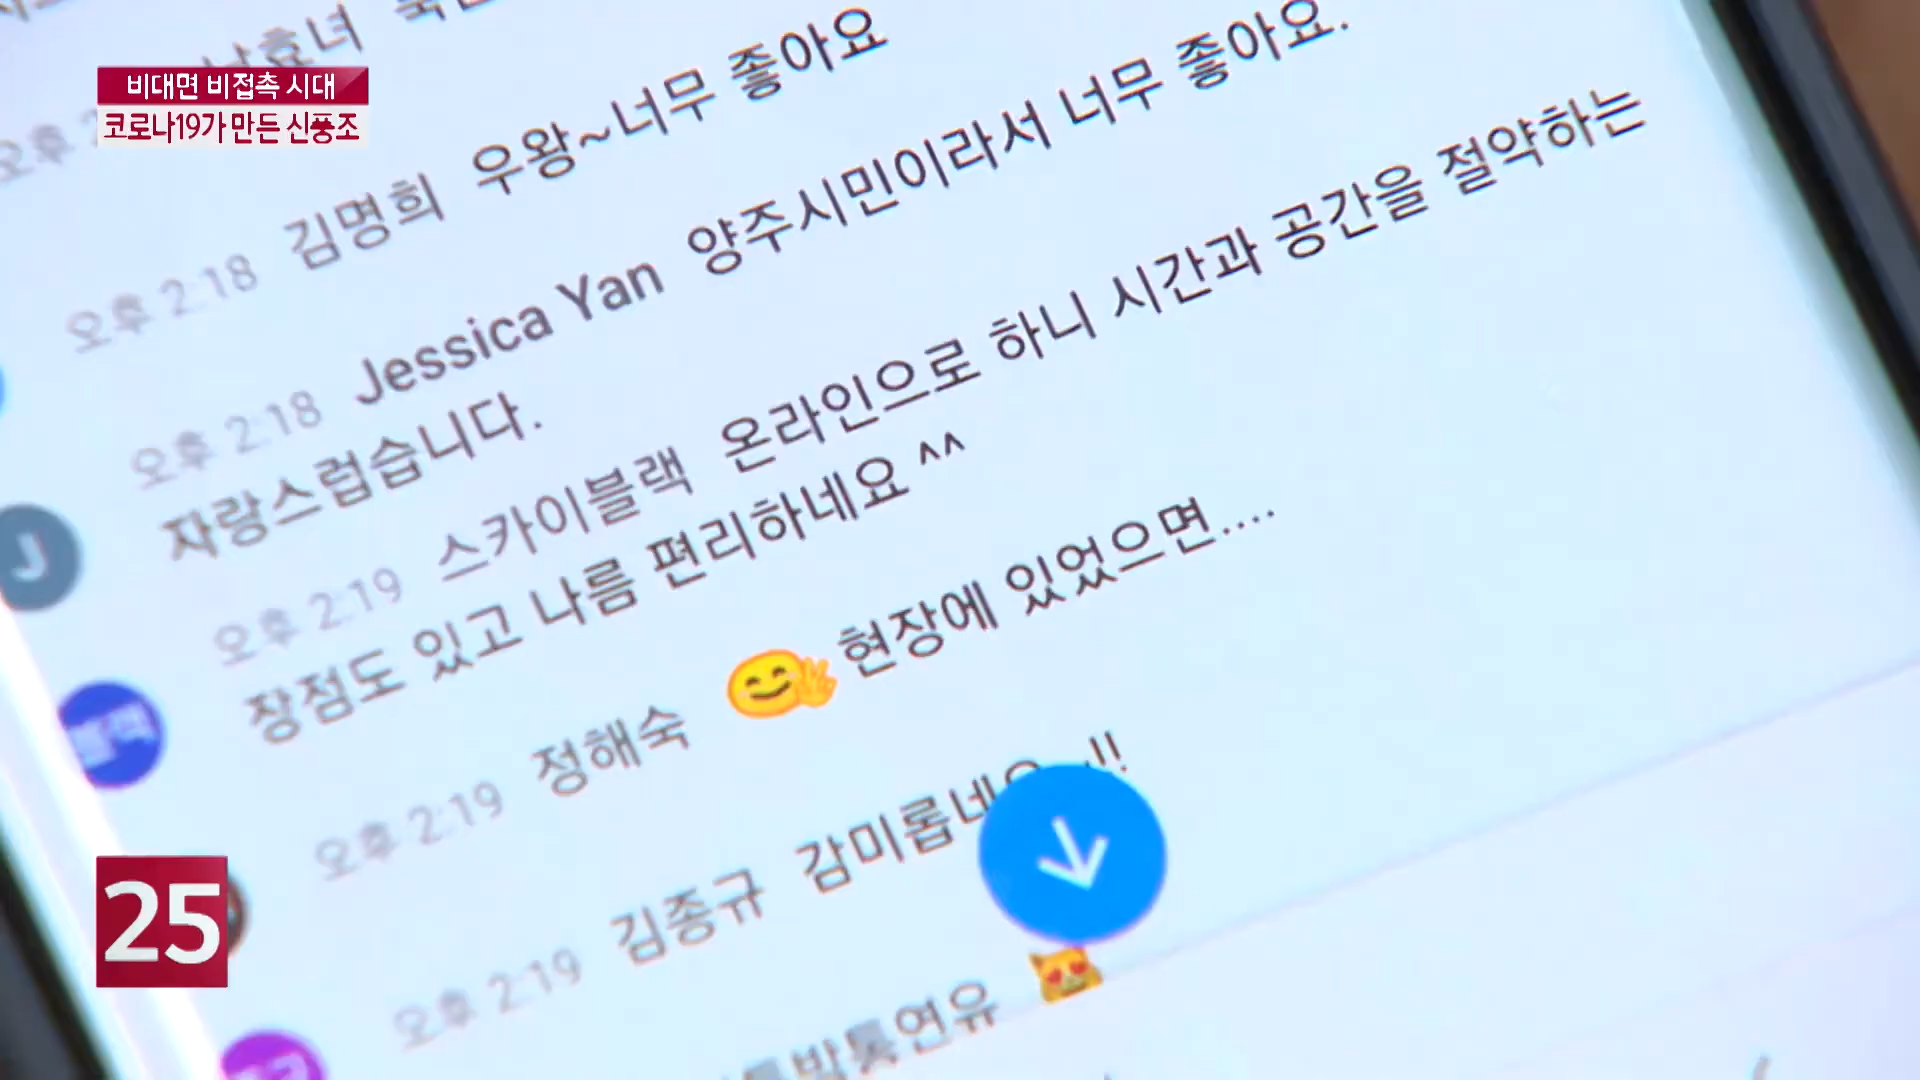 비대면 비접촉 시대
코로나19가 만든 신풍조
오후 2:18 김명희 우왕~너무 좋아요
오후 2:18 Jessica Yan 양주시민이라서 너무 좋아요.
자랑스럽습니다.
J
오후 2:19 스카이블랙 온라인으로 하니 시간과 공간을 절약하는
장점도 있고 나름 편리하네요 ^^
블랙
오후 2:19 정해숙 😊👋 현장에 있었으면....
오후 2:19 김종규 감미롭네 !!
25